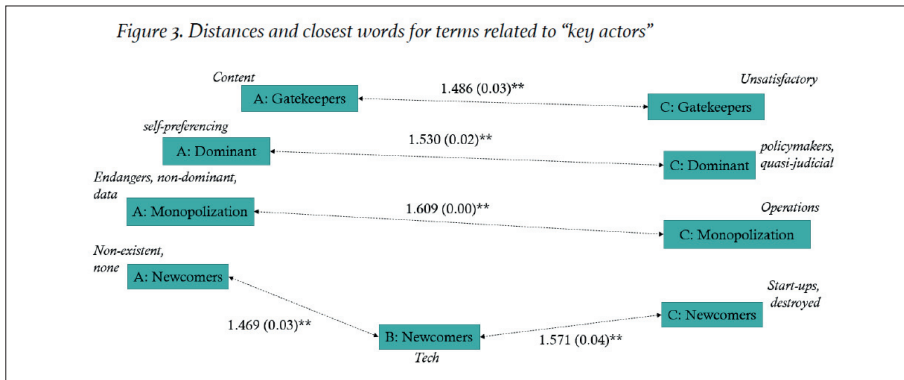 Figure 3. Distances and closest words for terms related to “key actors”
Content
A: Gatekeepers
1.486 (0.03)**
Unsatisfactory
C: Gatekeepers
self-preferencing
A: Dominant
1.530 (0.02)**
policymakers,
quasi-judicial
C: Dominant
Endangers, non-dominant,
data
A: Monopolization
1.609 (0.00)**
Operations
C: Monopolization
Non-existent,
none
A: Newcomers
1.469 (0.03)**
B: Newcomers
Tech
1.571 (0.04)**
Start-ups,
destroyed
C: Newcomers